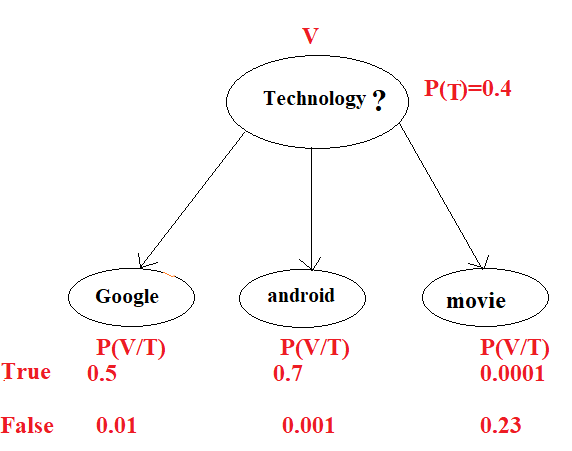 V
Technology ?
P(T)=0.4
Google
android
movie
P(V/T) P(V/T) P(V/T)
True 0.5 0.7 0.0001
False 0.01 0.001 0.23